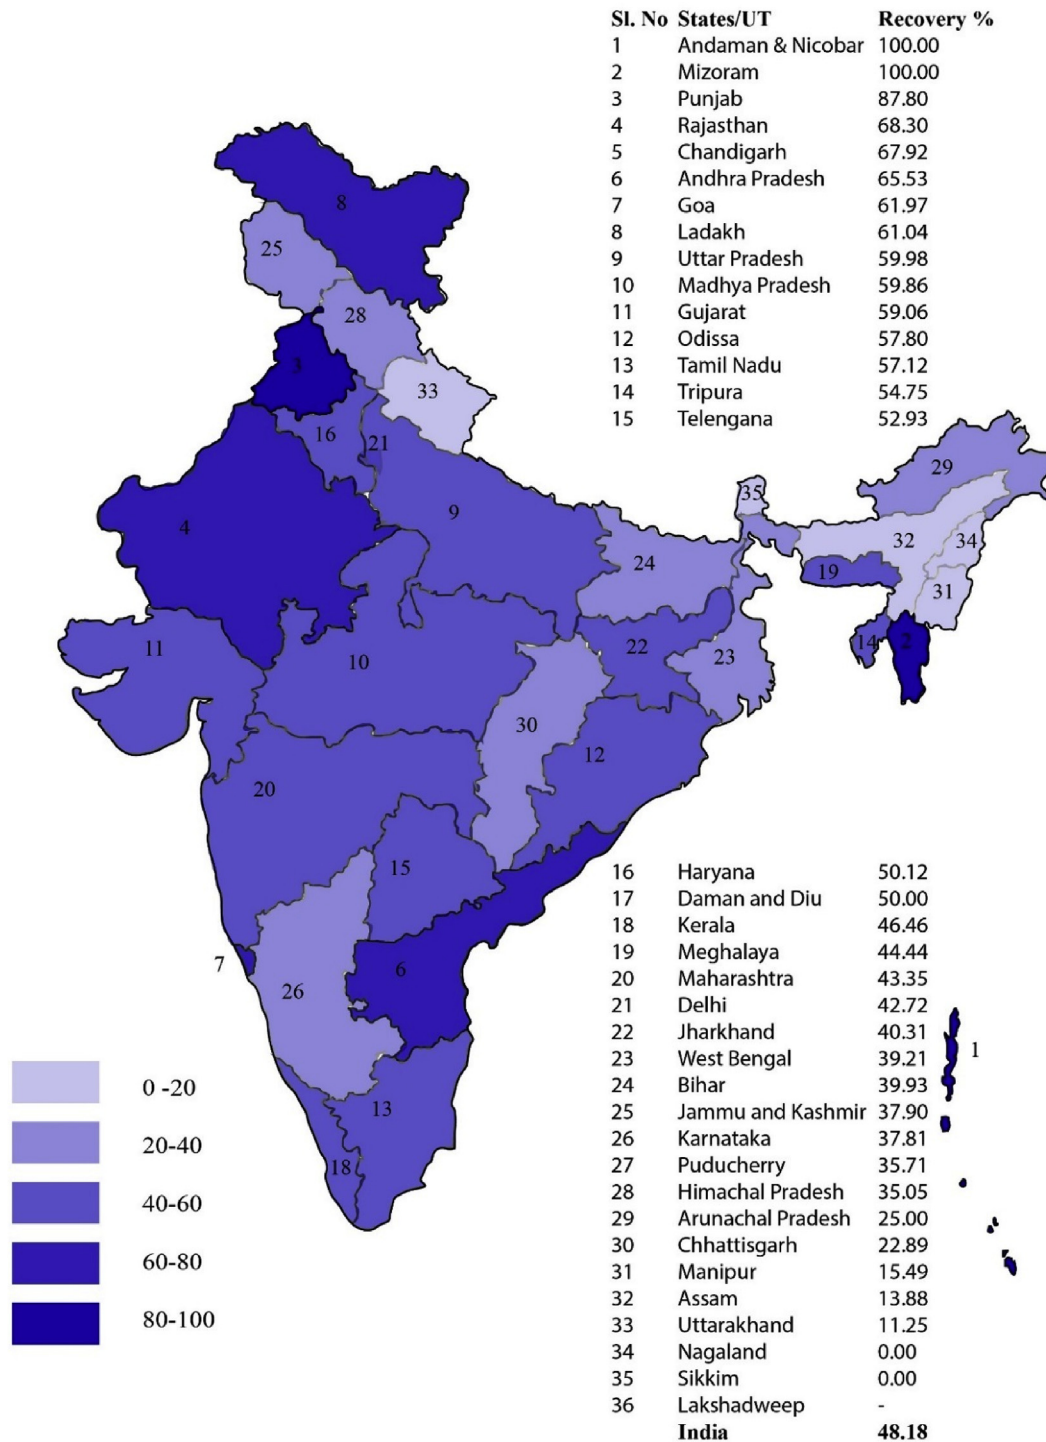 Sl. No States/UT Recovery %
1 Andaman & Nicobar 100.00
2 Mizoram 100.00
3 Punjab 87.80
4 Rajasthan 68.30
5 Chandigarh 67.92
6 Andhra Pradesh 65.53
7 Goa 61.97
8 Ladakh 61.04
9 Uttar Pradesh 59.98
10 Madhya Pradesh 59.86
11 Gujarat 59.06
12 Odissa 57.80
13 Tamil Nadu 57.12
14 Tripura 54.75
15 Telengana 52.93
8
25
28
3
33
16
21
29
35
4
9
32
34
24
19
31
11
10
22
23
14
2
30
12
20
15
7
6
26
13
18
1
16 Haryana 50.12
17 Daman and Diu 50.00
18 Kerala 46.46
19 Meghalaya 44.44
20 Maharashtra 43.35
21 Delhi 42.72
22 Jharkhand 40.31
23 West Bengal 39.21
24 Bihar 39.93
25 Jammu and Kashmir 37.90
26 Karnataka 37.81
27 Puducherry 35.71
28 Himachal Pradesh 35.05
29 Arunachal Pradesh 25.00
30 Chhattisgarh 22.89
31 Manipur 15.49
32 Assam 13.88
33 Uttarakhand 11.25
34 Nagaland 0.00
35 Sikkim 0.00
36 Lakshadweep -
India 48.18
0 -20
20-40
40-60
60-80
80-100